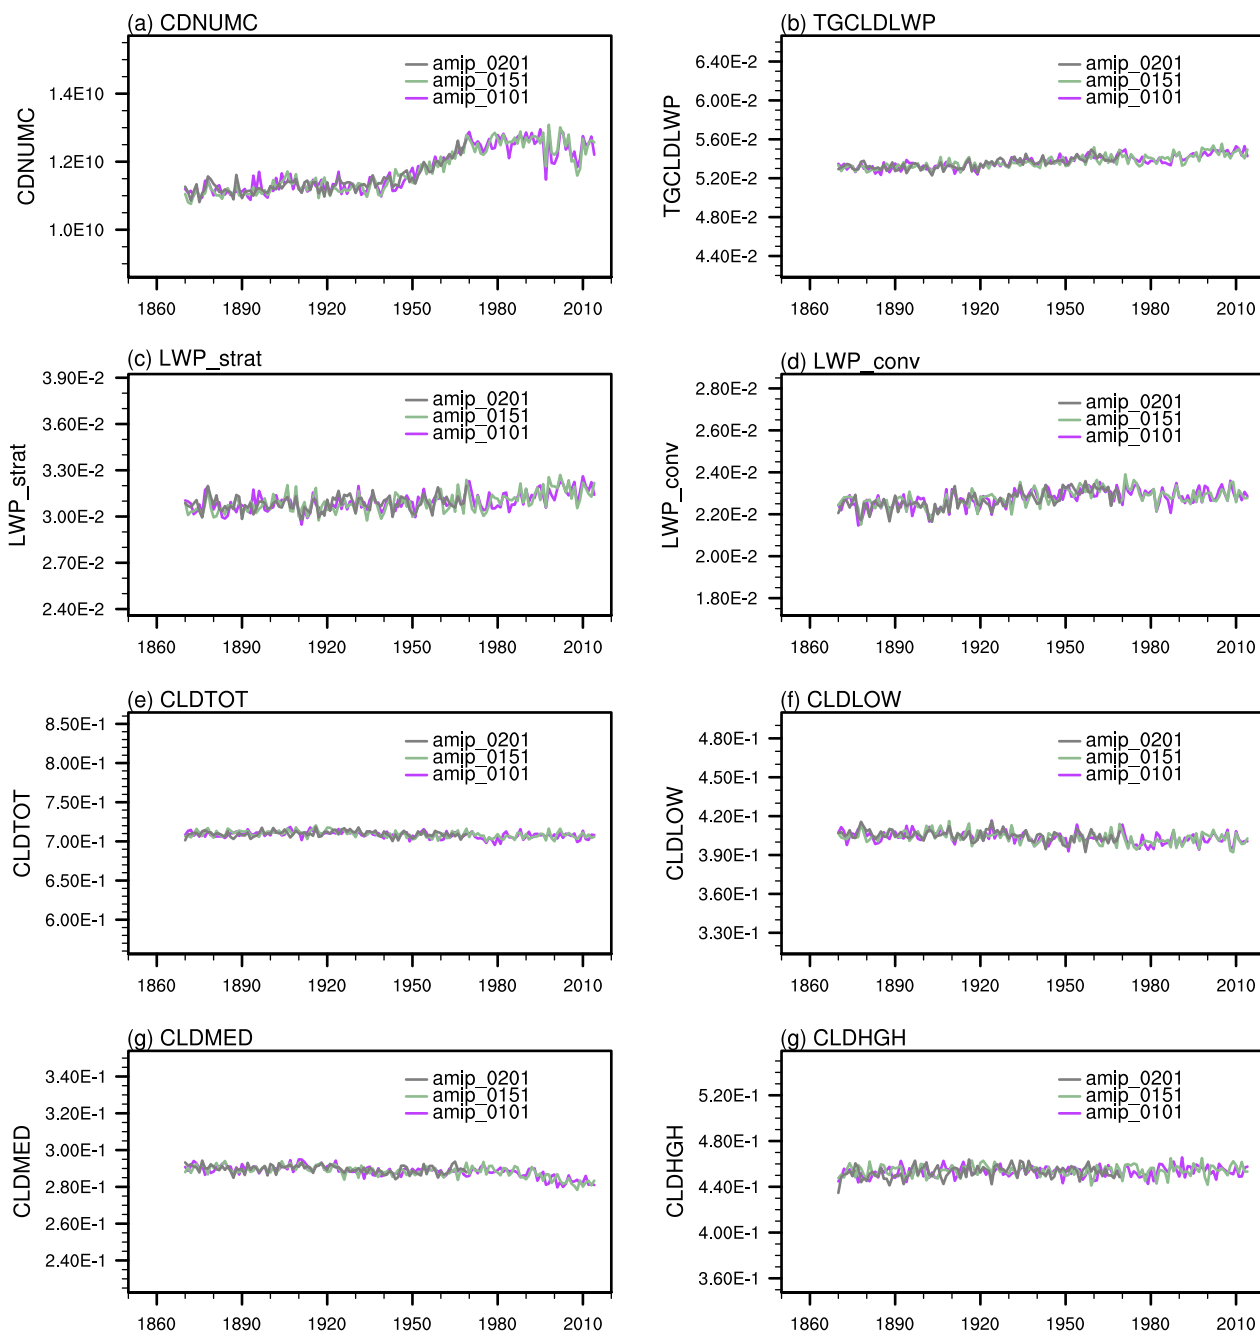 (a) CDNUMC
amip_0201
amip_0151
amip_0101
1.4E10
1.2E10
1.0E10
CDNUMC
1860 1890 1920 1950 1980 2010
(b) TGCLDLWP
amip_0201
amip_0151
amip_0101
6.40E-2
6.00E-2
5.60E-2
5.20E-2
4.80E-2
4.40E-2
TGCLDLWP
1860 1890 1920 1950 1980 2010
(c) LWP_strat
amip_0201
amip_0151
amip_0101
3.90E-2
3.60E-2
3.30E-2
3.00E-2
2.70E-2
2.40E-2
LWP_strat
1860 1890 1920 1950 1980 2010
(d) LWP_conv
amip_0201
amip_0151
amip_0101
2.80E-2
2.60E-2
2.40E-2
2.20E-2
2.00E-2
1.80E-2
LWP_conv
1860 1890 1920 1950 1980 2010
(e) CLDTOT
amip_0201
amip_0151
amip_0101
8.50E-1
8.00E-1
7.50E-1
7.00E-1
6.50E-1
6.00E-1
CLDTOT
1860 1890 1920 1950 1980 2010
(f) CLDLOW
amip_0201
amip_0151
amip_0101
4.80E-1
4.50E-1
4.20E-1
3.90E-1
3.60E-1
3.30E-1
CLDLOW
1860 1890 1920 1950 1980 2010
(g) CLDMED
amip_0201
amip_0151
amip_0101
3.40E-1
3.20E-1
3.00E-1
2.80E-1
2.60E-1
2.40E-1
CLDMED
1860 1890 1920 1950 1980 2010
(g) CLDHGH
amip_0201
amip_0151
amip_0101
5.20E-1
4.80E-1
4.40E-1
4.00E-1
3.60E-1
CLDHGH
1860 1890 1920 1950 1980 2010